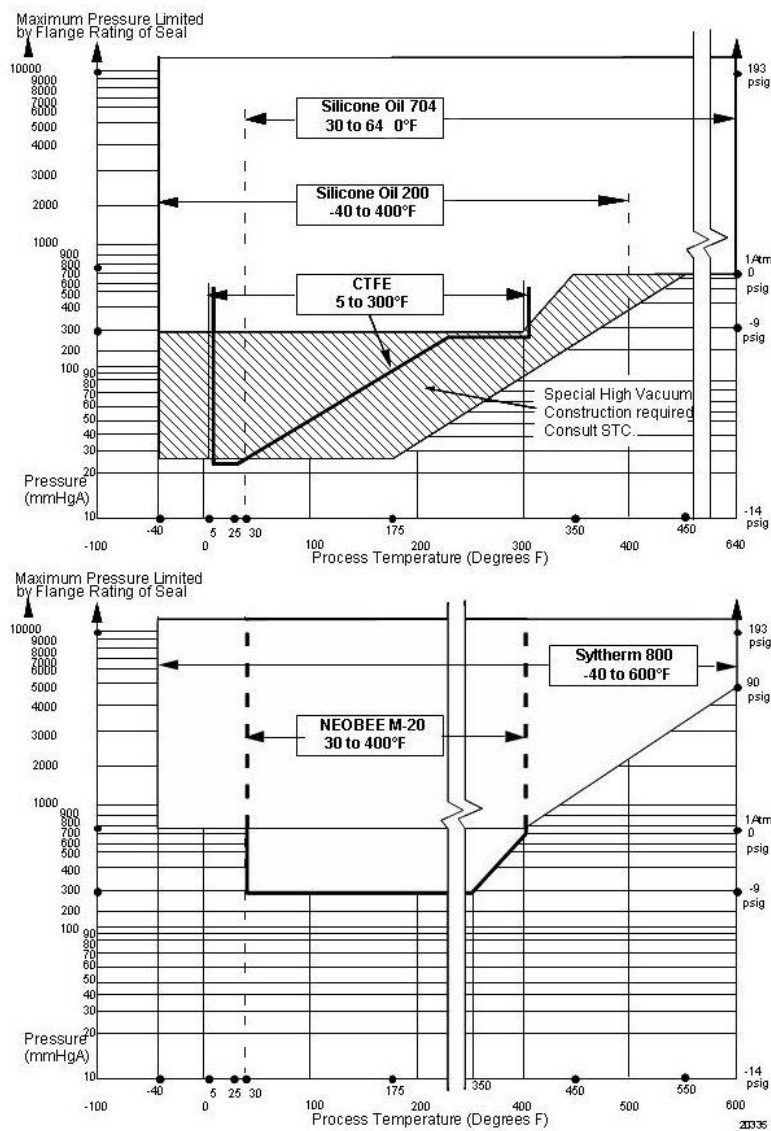 Maximum Pressure Limited
by Flange Rating of Seal
10000
9000
8000
7000
6000
5000
4000
3000
2000
1000
900
800
700
600
500
400
300
200
100
90
80
70
60
50
40
30
20
Pressure
(mmHgA)
10
193
psig
Silicone Oil 704
30 to 64 0°F
Silicone Oil 200
-40 to 400°F
1Atm
0
psig
CTFE
5 to 300°F
-9
psig
Special High Vacuum
Construction required
Consult STC.
-14
psig
-40
5
25
30
175
350
450
-100
0
100
200
300
400
500
640
Process Temperature (Degrees F)
Maximum Pressure Limited
by Flange Rating of Seal
10000
9000
8000
7000
6000
5000
4000
3000
2000
1000
900
800
700
600
500
400
300
200
100
90
80
70
60
50
40
30
20
Pressure
(mmHgA)
10
193
psig
Syltherm 800
-40 to 600°F
90
psig
NEOBEE M-20
30 to 400°F
1Atm
0
psig
-9
psig
-14
psig
-40
5
25
30
175
350
450
550
-100
0
100
200
400
500
600
Process Temperature (Degrees F)